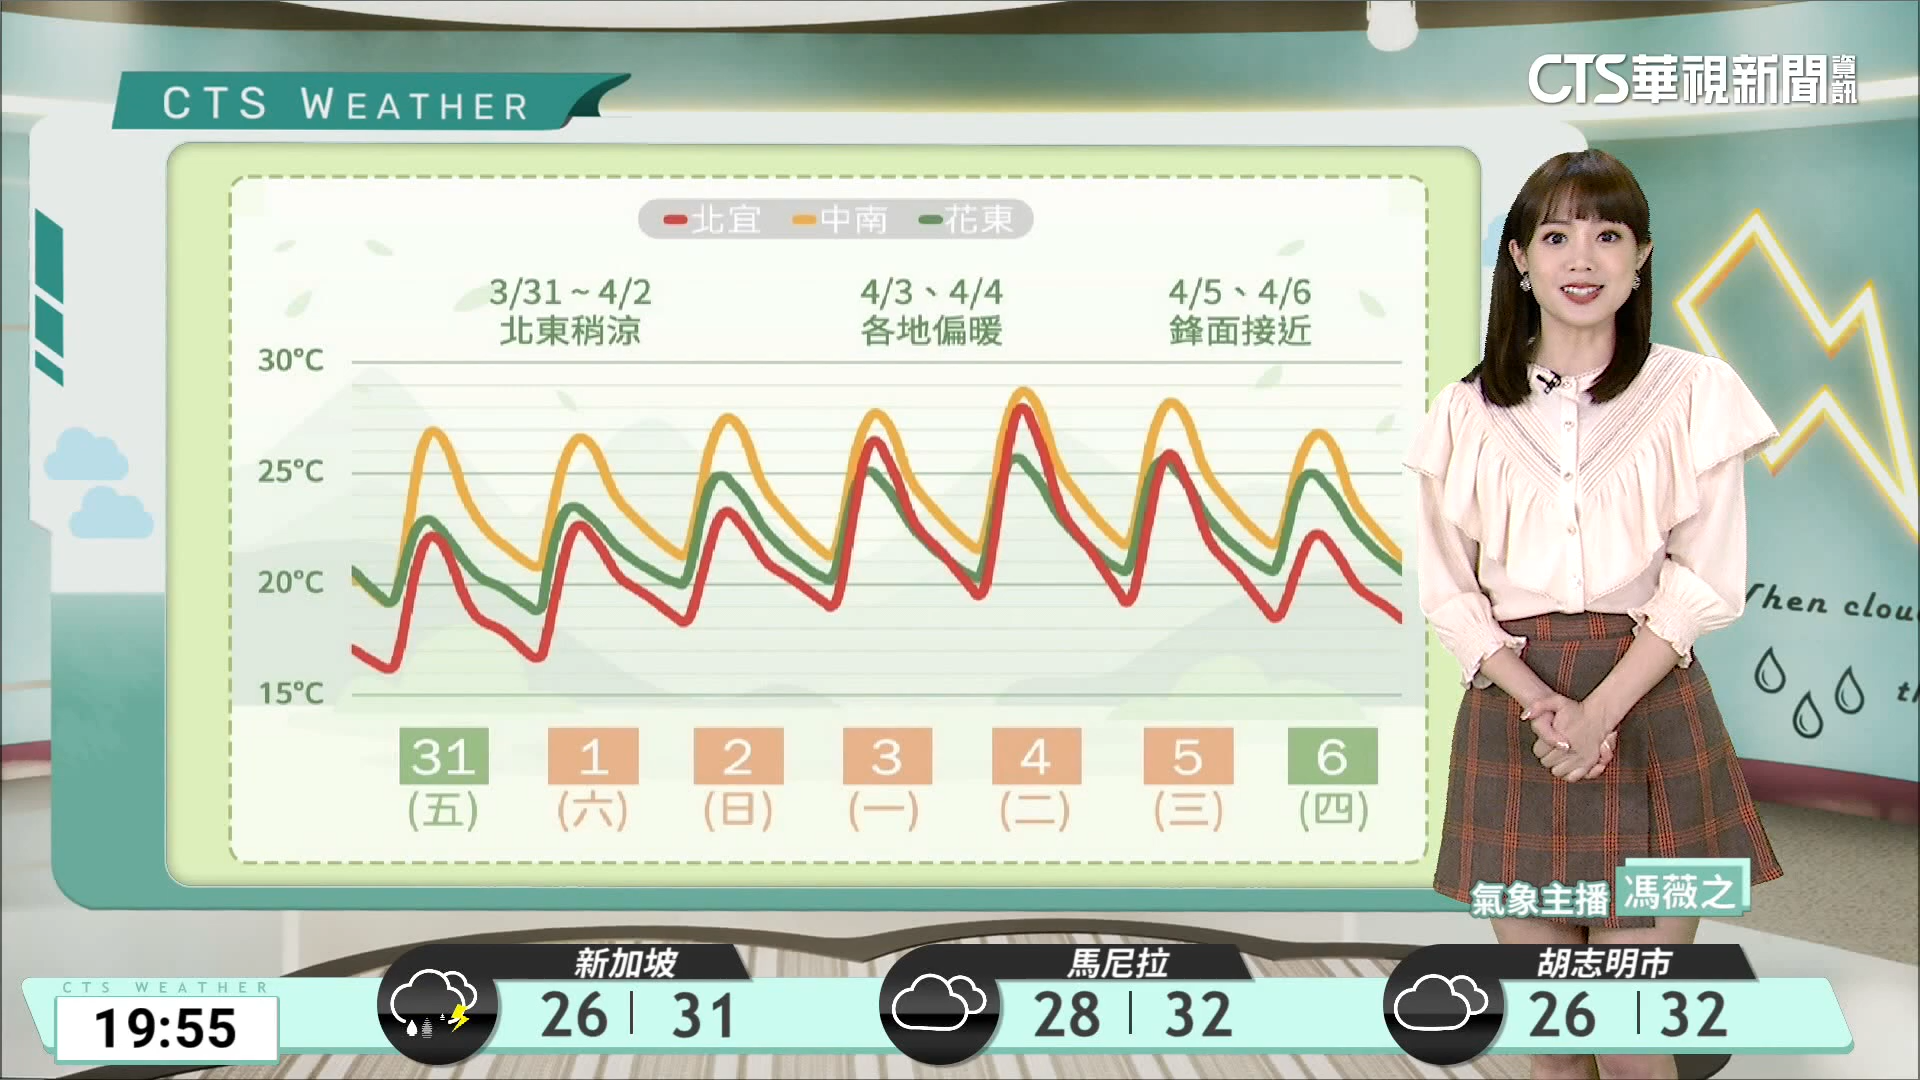 CTS WEATHER
CTS華視新聞資訊
北宜 中南 花東
3/31~4/2
北東稍涼
4/3、4/4
各地偏暖
4/5、4/6
鋒面接近
30°C
25°C
20°C
15°C
31 1 2 3 4 5 6
(五) (六) (日) (一) (二) (三) (四)
When clou
th
氣象主播 馮薇之
CTS WEATHER
19:55
新加坡
26 | 31
馬尼拉
28 | 32
胡志明市
26 | 32